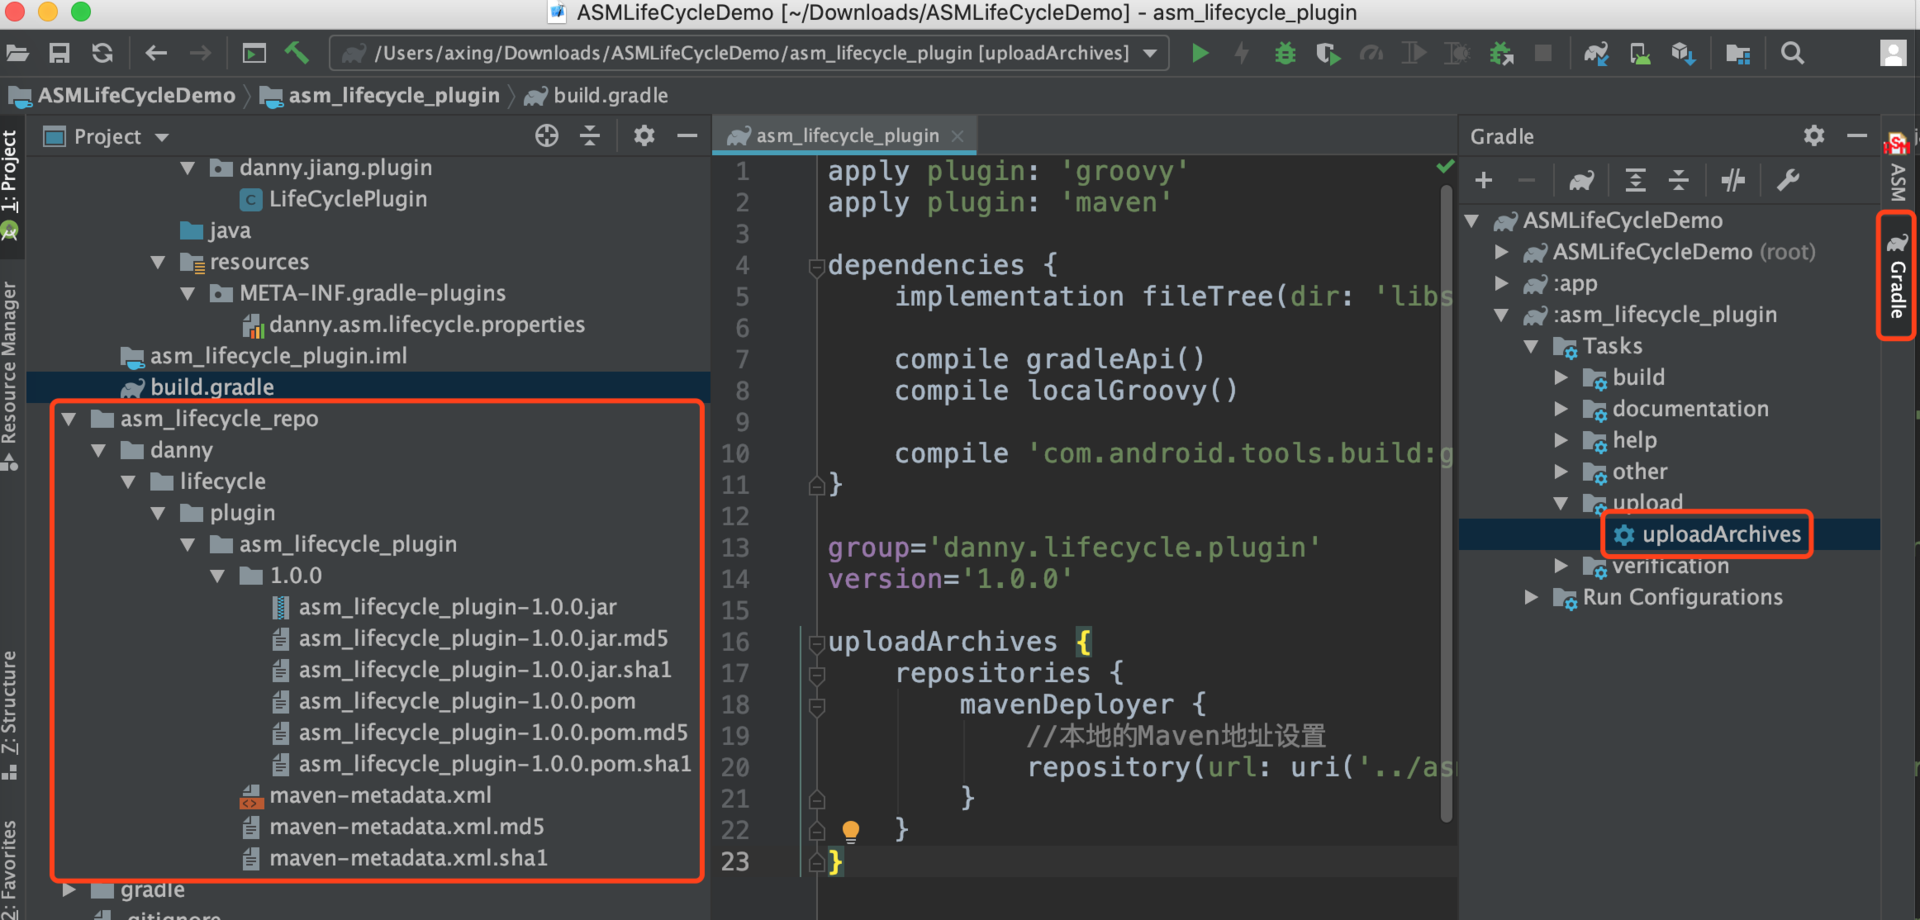 ASMLifeCycleDemo [~/Downloads/ASMLifeCycleDemo] - asm_lifecycle_plugin
/Users/axing/Downloads/ASMLifeCycleDemo/asm_lifecycle_plugin [uploadArchives]
ASMLifeCycleDemo
asm_lifecycle_plugin
build.gradle
1: Project
Resource Manager
Z: Structure
2: Favorites
Project
danny.jiang.plugin
LifeCyclePlugin
java
resources
META-INF.gradle-plugins
danny.asm.lifecycle.properties
asm_lifecycle_plugin.iml
build.gradle
asm_lifecycle_repo
danny
lifecycle
plugin
asm_lifecycle_plugin
1.0.0
asm_lifecycle_plugin-1.0.0.jar
asm_lifecycle_plugin-1.0.0.jar.md5
asm_lifecycle_plugin-1.0.0.jar.sha1
asm_lifecycle_plugin-1.0.0.pom
asm_lifecycle_plugin-1.0.0.pom.md5
asm_lifecycle_plugin-1.0.0.pom.sha1
maven-metadata.xml
maven-metadata.xml.md5
maven-metadata.xml.sha1
gradle
.gitignore
asm_lifecycle_plugin
1 apply plugin: 'groovy'
2 apply plugin: 'maven'
3
4 dependencies {
5 implementation fileTree(dir: 'libs
6
7 compile gradleApi()
8 compile localGroovy()
9
10 compile 'com.android.tools.build:g
11 }
12
13 group='danny.lifecycle.plugin'
14 version='1.0.0'
15
16 uploadArchives {
17 repositories {
18 mavenDeployer {
19 //本地的Maven地址设置
20 repository(url: uri('../as
21 }
22 }
23 }
Gradle
ASMLifeCycleDemo
ASMLifeCycleDemo (root)
:app
:asm_lifecycle_plugin
Tasks
build
documentation
help
other
upload
uploadArchives
verification
Run Configurations
ASM
Gradle